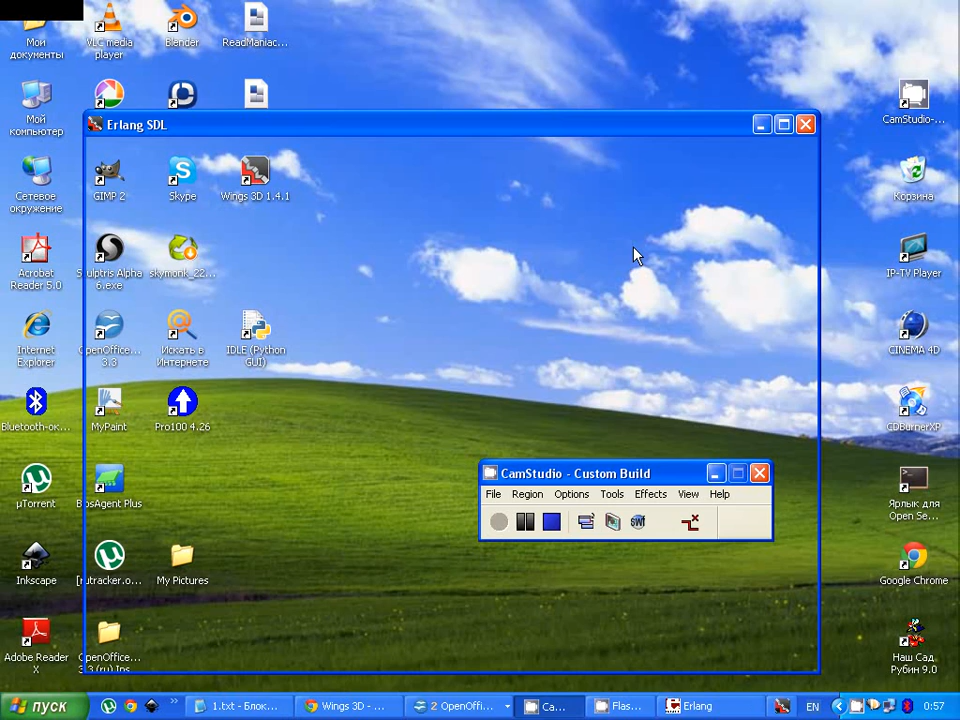 Мои
документы
VLC media
player
Blender
ReadManiac...
Мой
компьютер
CamStudio-...
Erlang SDL
Сетевое
окружение
GIMP 2
Skype
Wings 3D 1.4.1
Корзина
Acrobat
Reader 5.0
Sculptris Alpha
6.exe
skymonk_22...
IP-TV Player
Internet
Explorer
OpenOffice...
3.3
Искать в
Интернете
IDLE (Python
GUI)
CINEMA 4D
Bluetooth-ок...
MyPaint
Pro100 4.26
CDBurnerXP
CamStudio - Custom Build
File Region Options Tools Effects View Help
SWF
µTorrent
BiosAgent Plus
Ярлык для
Open Se...
Inkscape
[rutracker.o...
My Pictures
Google Chrome
Adobe Reader
X
OpenOffice...
3.3 (ru) Ins...
Наш Сад
Рубин 9.0
пуск
1.txt - Блок...
Wings 3D - ...
2 OpenOffi...
Ca...
Flas...
Erlang
EN
0:57